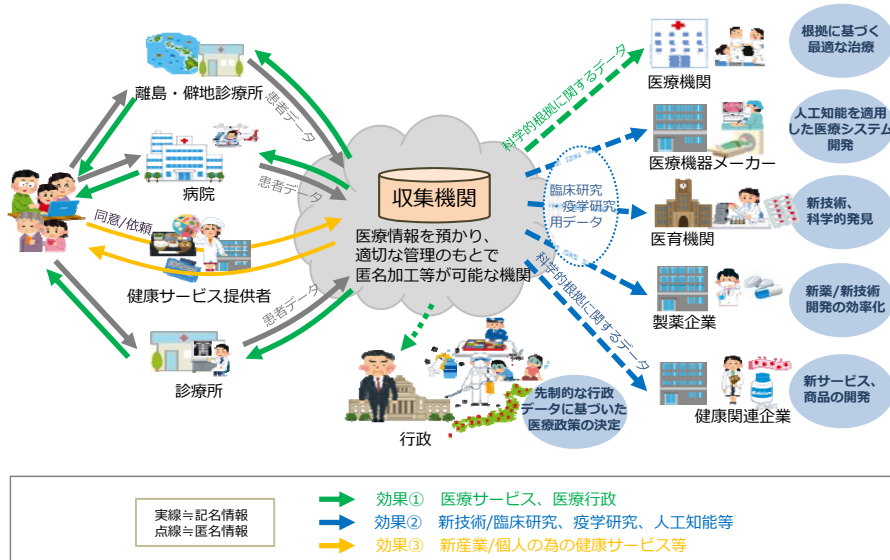 離島・僻地診療所
患者データ
病院
患者データ
同意/依頼
健康サービス提供者
患者データ
診療所
収集機関
医療情報を預かり、
適切な管理のもとで
匿名加工等が可能な機関
行政
先制的な行政
データに基づいた
医療政策の決定
科学的根拠に関するデータ
臨床研究
疫学研究
用データ
科学的根拠に関するデータ
医療機関
根拠に基づく
最適な治療
医療機器メーカー
人工知能を適用
した医療システム
開発
医育機関
新技術、
科学的発見
製薬企業
新薬/新技術
開発の効率化
健康関連企業
新サービス、
商品の開発
実線≒記名情報
点線≒匿名情報
効果① 医療サービス、医療行政
効果② 新技術/臨床研究、疫学研究、人工知能等
効果③ 新産業/個人の為の健康サービス等